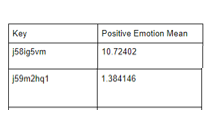 Key Positive Emotion Mean
j58ig5vm 10.72402
j59m2hq1 1.384146